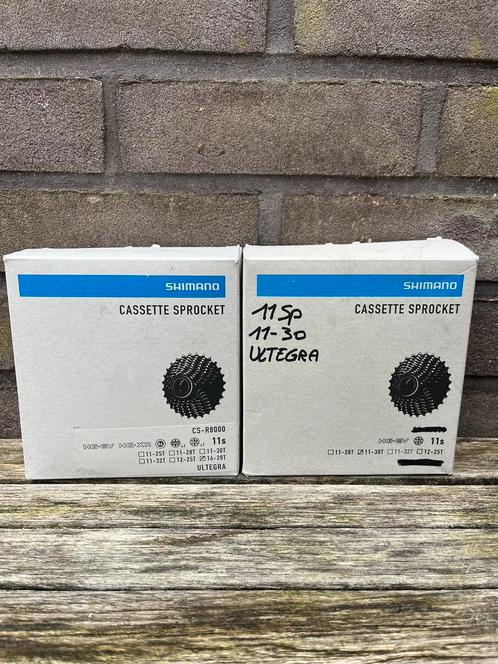 SHIMANO
CASSETTE SPROCKET
CS-R8000
HG-EV HG-X11 x1 x1 11s
11-25T 11-28T 11-30T
11-32T 12-25T 14-28T
ULTEGRA
SHIMANO
CASSETTE SPROCKET
11 Sp
11-30
ULTEGRA
HG-EV 11s
11-28T 11-30T 11-32T 12-25T